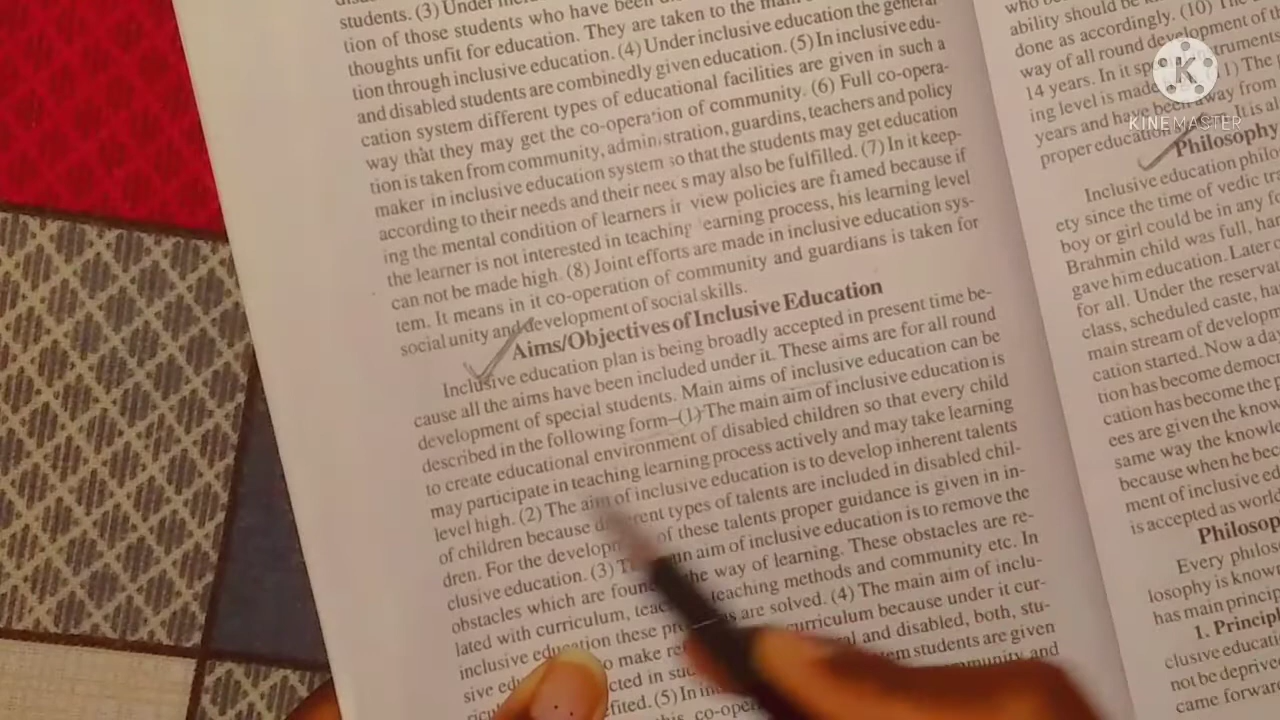 students. (3) Under
tion of those students who have been
thoughts unfit for education. They are taken to the main
tion through inclusive education. (4) Under inclusive education the general
and disabled students are combinedly given education. (5) In inclusive edu-
cation system different types of educational facilities are given in such a
way that they may get the co-operation of community. (6) Full co-opera-
tion is taken from community, administration, guardins, teachers and policy
maker in inclusive education system so that the students may get education
according to their needs and their needs may also be fulfilled. (7) In it keep-
ing the mental condition of learners in view policies are framed because if
the learner is not interested in teaching learning process, his learning level
can not be made high. (8) Joint efforts are made in inclusive education sys-
tem. It means in it co-operation of community and guardians is taken for
social unity and development of social skills.
Aims/Objectives of Inclusive Education
Inclusive education plan is being broadly accepted in present time be-
cause all the aims have been included under it. These aims are for all round
development of special students. Main aims of inclusive education can be
described in the following form–(1) The main aim of inclusive education is
to create educational environment of disabled children so that every child
may participate in teaching learning process actively and may take learning
level high. (2) The aim of inclusive education is to develop inherent talents
of children because different types of talents are included in disabled chil-
dren. For the develop of these talents proper guidance is given in in-
clusive education. (3) aim of inclusive education is to remove the
obstacles which are found the way of learning. These obstacles are re-
lated with curriculum, teaching methods and community etc. In
inclusive education these are solved. (4) The main aim of inclu-
sive to make curriculum because under it cur-
and disabled, both, stu-
(5) In students are given
co-oper
who
ability should be
done as accordingly. (10) The
way of all round development of the
14 years. In it
ing level is made
years and have been away from
proper education. It is al
Philosophy
Inclusive education philo
ety since the time of vedic tra
boy or girl could be in any fa
Brahmin child was full, ha
gave him education. Later
for all. Under the reserva
class, scheduled caste, ha
main stream of developm
cation started. Now a day
tion has become democ
cation has become the p
ees are given the know
same way the knowle
because when he bec
ment of inclusive ed
is accepted as world
Philosop
Every philos
losophy is know
has main princip
1. Principl
clusive educa
not be depriv
came forwar
K
KINEMASTER